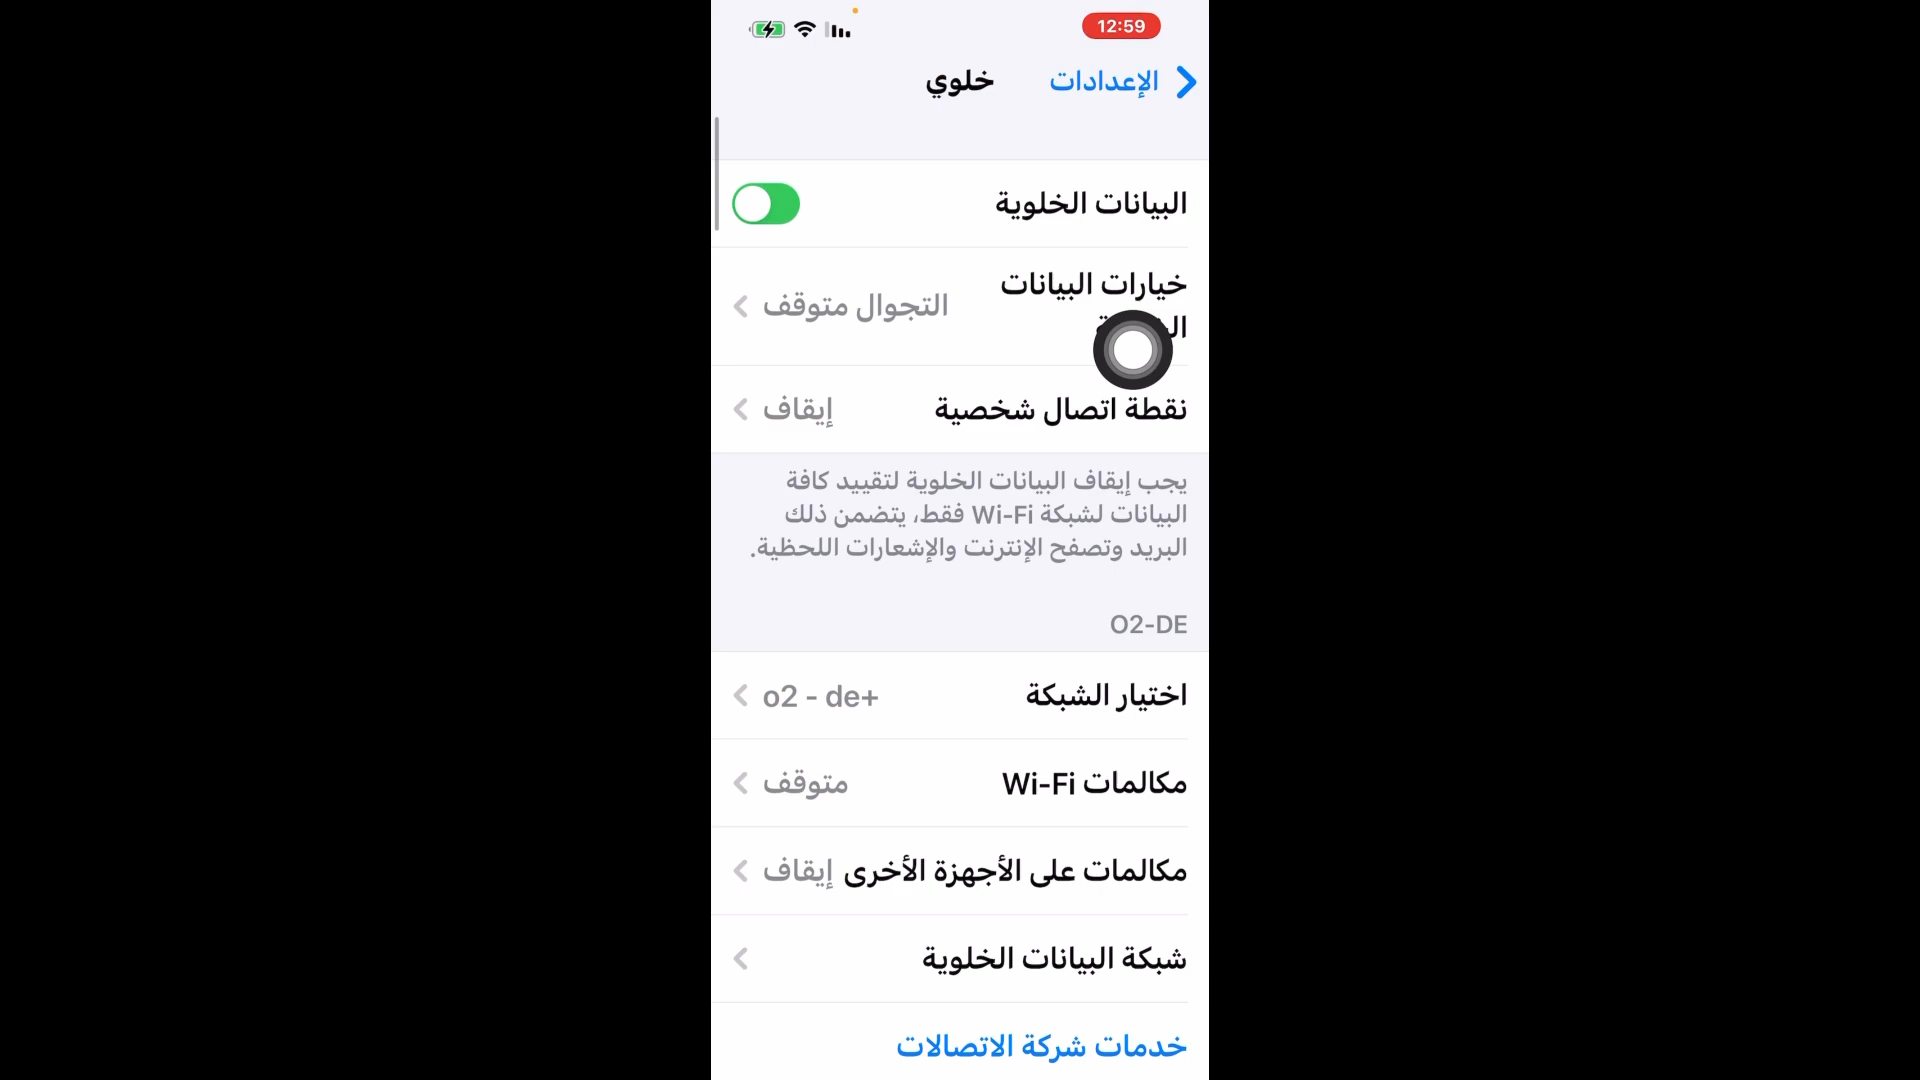 12:59
الإعدادات
خلوي
البيانات الخلوية
خيارات البيانات
التجوال متوقف
نقطة اتصال شخصية
إيقاف
يجب إيقاف البيانات الخلوية لتقييد كافة
البيانات لشبكة Wi-Fi فقط، يتضمن ذلك
البريد وتصفح الإنترنت والإشعارات اللحظية.
O2-DE
اختيار الشبكة
o2 - de+
مكالمات Wi-Fi
متوقف
مكالمات على الأجهزة الأخرى
إيقاف
شبكة البيانات الخلوية
خدمات شركة الاتصالات